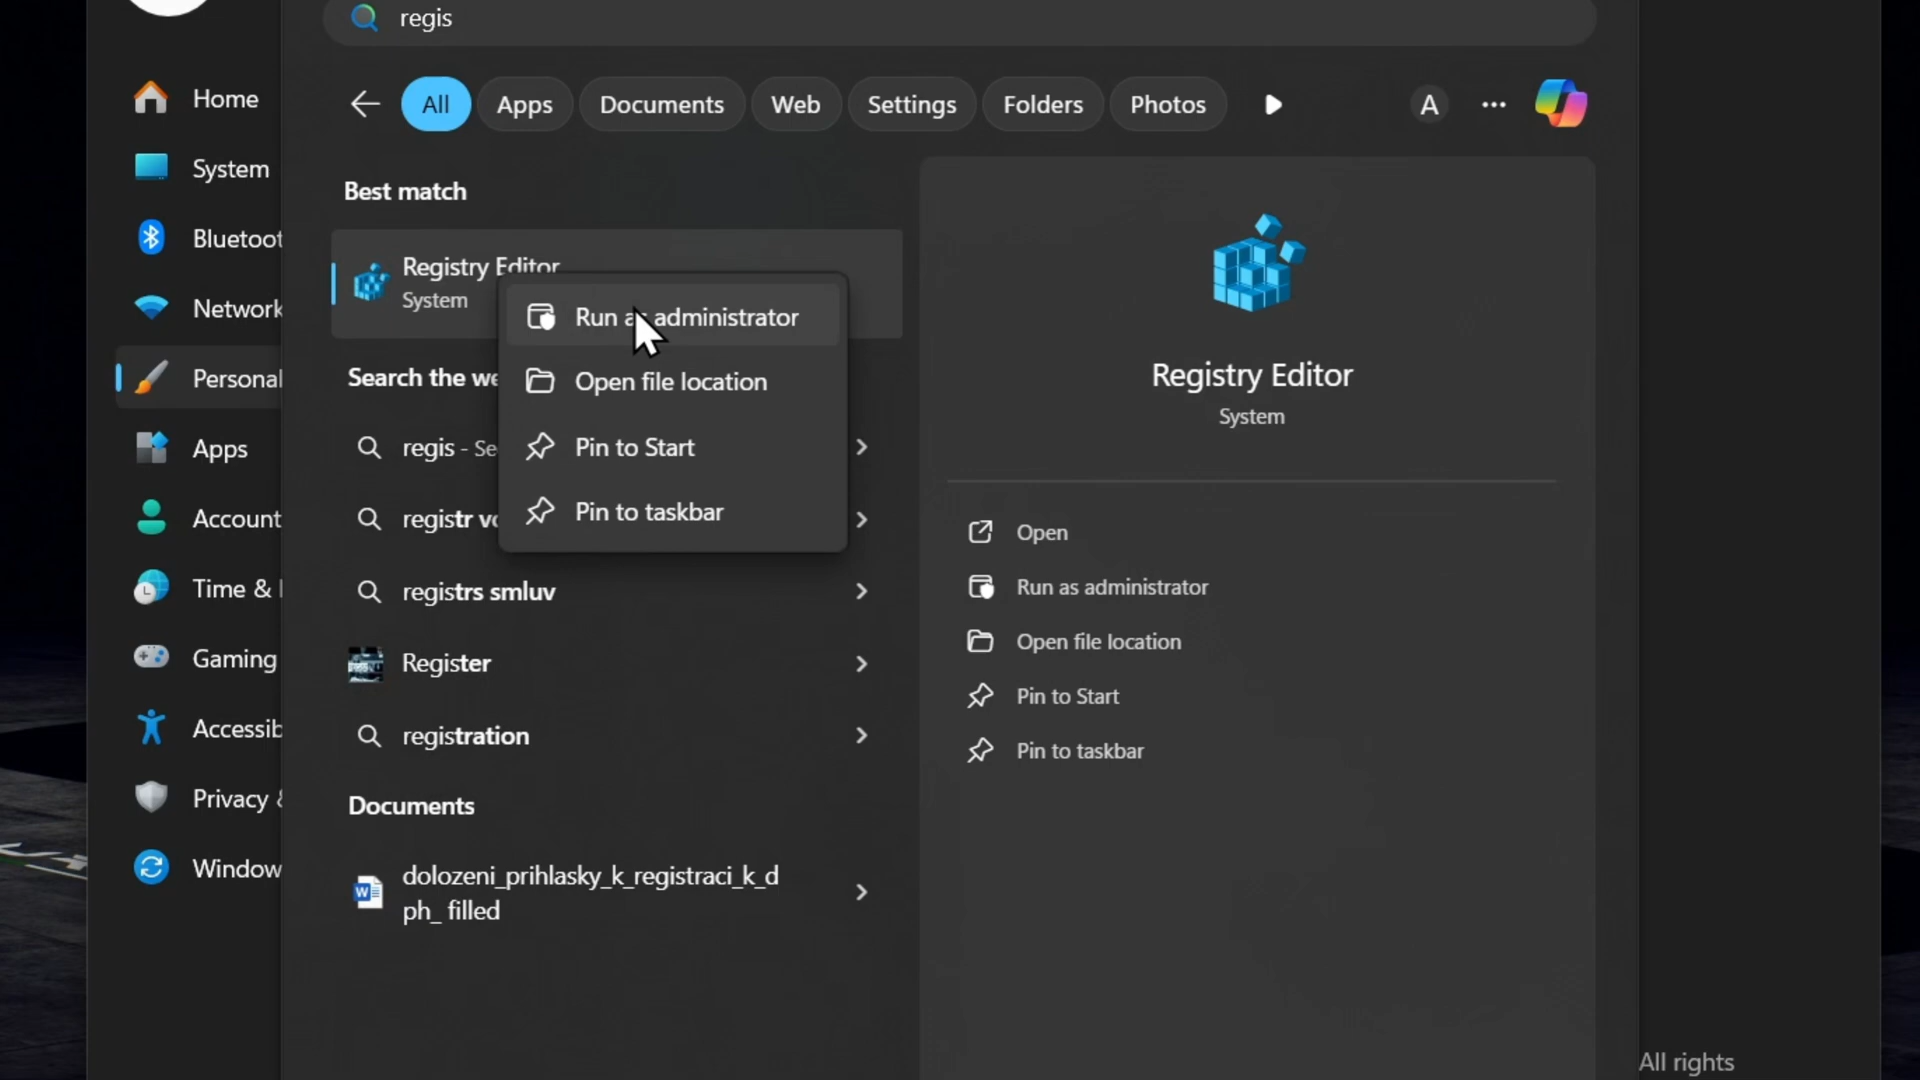 regis
All
Apps
Documents
Web
Settings
Folders
Photos
A
Home
System
Bluetoot
Network
Personal
Apps
Account
Time &
Gaming
Accessib
Privacy
Window
Best match
Registry Editor
System
Run as administrator
Open file location
Pin to Start
Pin to taskbar
Search the we
regis - Se
registr vo
registrs smluv
Register
registration
Documents
dolozeni_prihlasky_k_registraci_k_d
ph_ filled
Registry Editor
System
Open
Run as administrator
Open file location
Pin to Start
Pin to taskbar
All rights